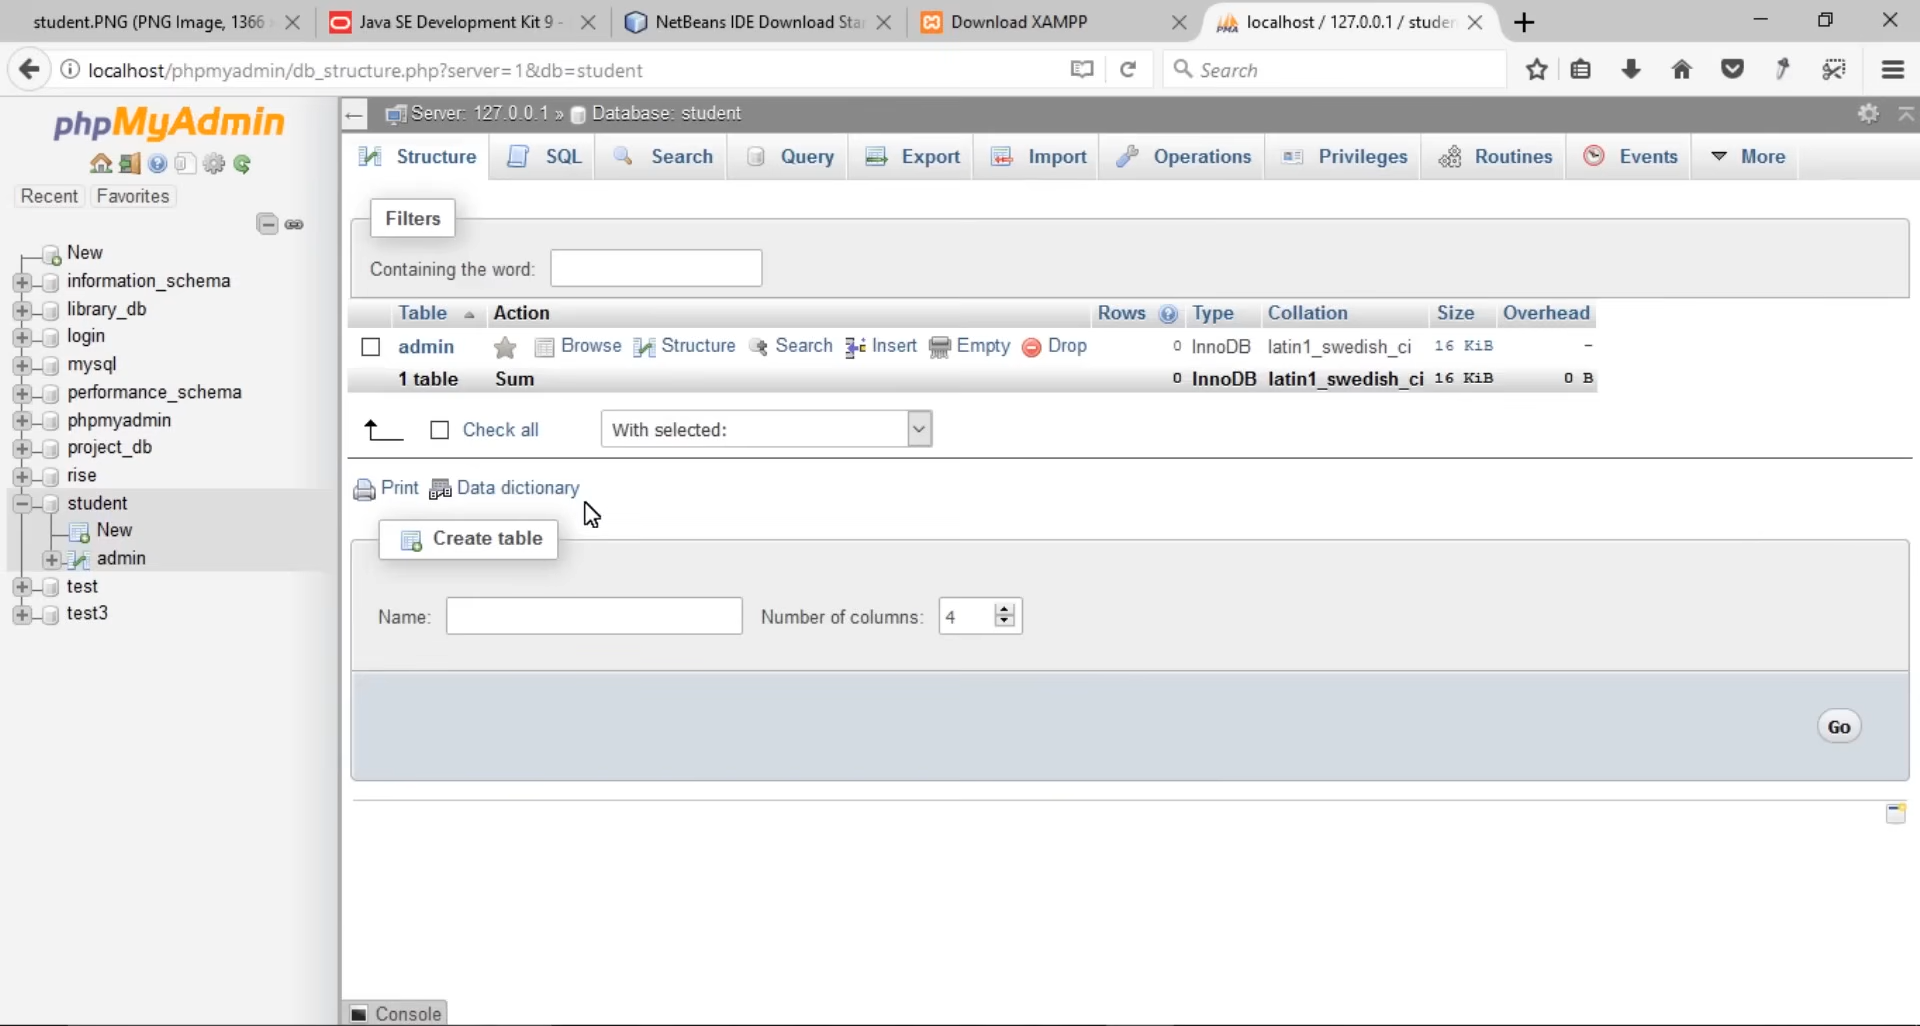 student.PNG (PNG Image, 1366
Java SE Development Kit 9 -
NetBeans IDE Download Sta
Download XAMPP
localhost / 127.0.0.1 / studen
localhost/phpmyadmin/db_structure.php?server=1&db=student
Search
phpMyAdmin
Recent Favorites
New
information_schema
library_db
login
mysql
performance_schema
phpmyadmin
project_db
rise
student
New
admin
test
test3
Server: 127.0.0.1 » Database: student
Structure SQL Search Query Export Import Operations Privileges Routines Events More
Filters
Containing the word:
Table Action Rows Type Collation Size Overhead
admin Browse Structure Search Insert Empty Drop 0 InnoDB latin1_swedish_ci 16 KiB -
1 table Sum 0 InnoDB latin1_swedish_ci 16 KiB 0 B
Check all With selected:
Print Data dictionary
Create table
Name: Number of columns: 4
Go
Console